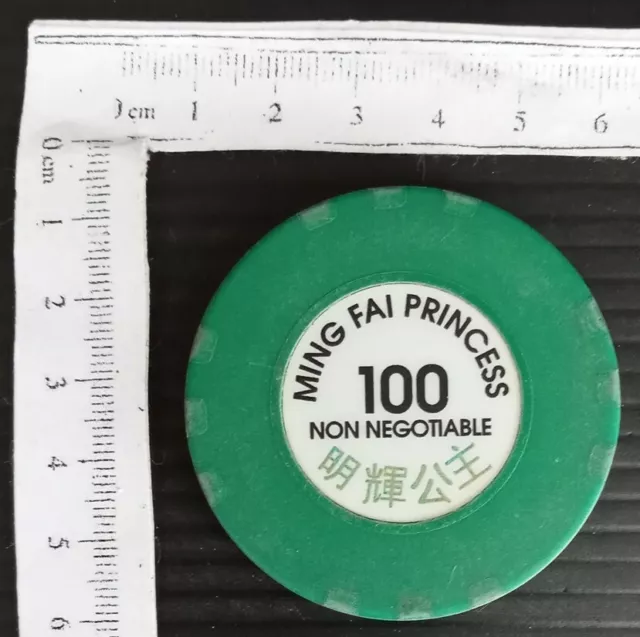 0 cm 1 2 3 4 5 6
0 cm 1 2 3 4 5 6
MING FAI PRINCESS
100
NON NEGOTIABLE
明輝公主